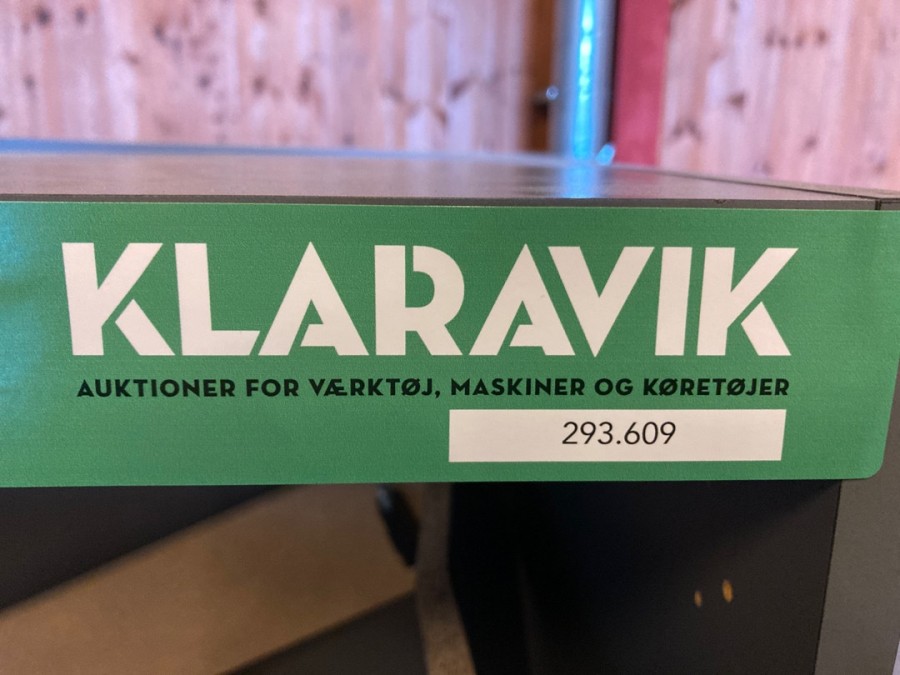 KLARAVIK
AUKTIONER FOR VÆRKTØJ, MASKINER OG KØRETØJER
293.609